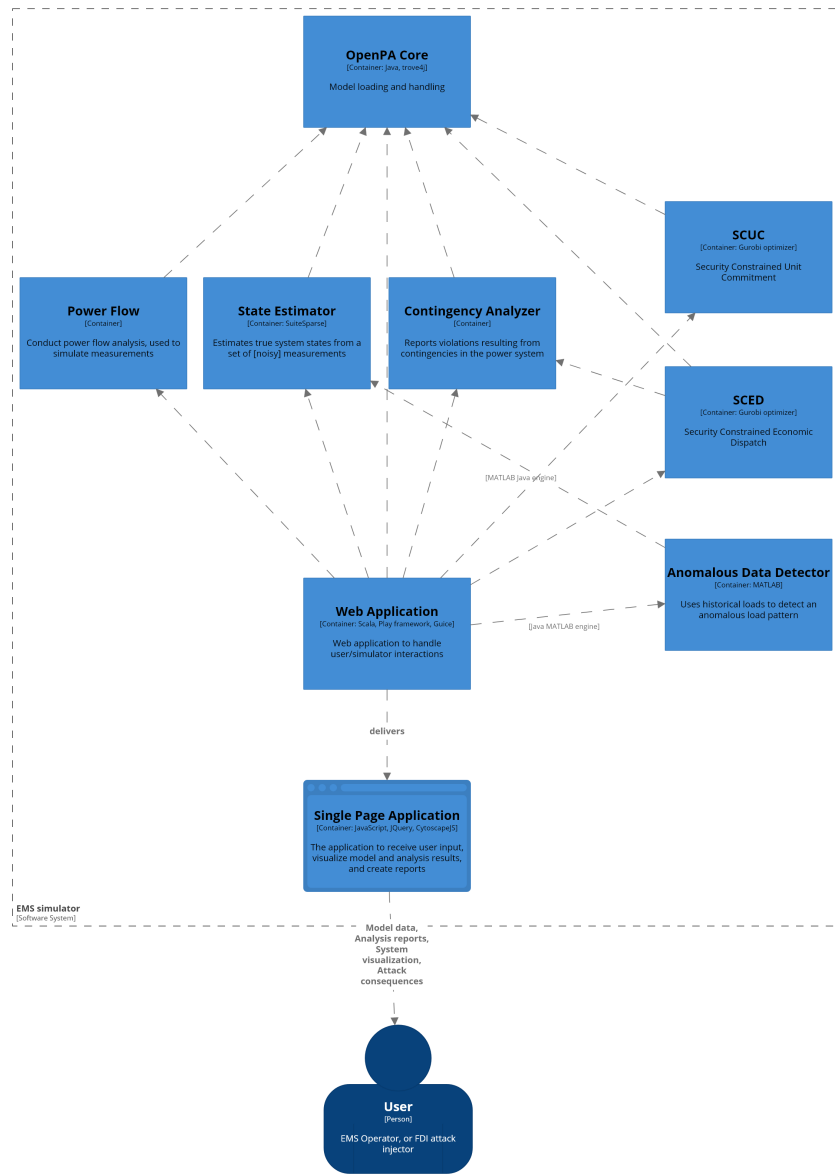 OpenPA Core
[Container: Java, trove4j]
Model loading and handling
SCUC
[Container: Gurobi optimizer]
Security Constrained Unit
Commitment
Power Flow
[Container]
Conduct power flow analysis, used to
simulate measurements
State Estimator
[Container: SuiteSparse]
Estimates true system states from a
set of [noisy] measurements
Contingency Analyzer
[Container]
Reports violations resulting from
contingencies in the power system
SCED
[Container: Gurobi optimizer]
Security Constrained Economic
Dispatch
[MATLAB Java engine]
Anomalous Data Detector
[Container: MATLAB]
Uses historical loads to detect an
anomalous load pattern
Web Application
[Container: Scala, Play framework, Guice]
Web application to handle
user/simulator interactions
[Java MATLAB engine]
delivers
Single Page Application
[Container: JavaScript, JQuery, CytoscapeJS]
The application to receive user input,
visualize model and analysis results,
and create reports
EMS simulator
[Software System]
Model data,
Analysis reports,
System
visualization,
Attack
consequences
User
[Person]
EMS Operator, or FDI attack
injector